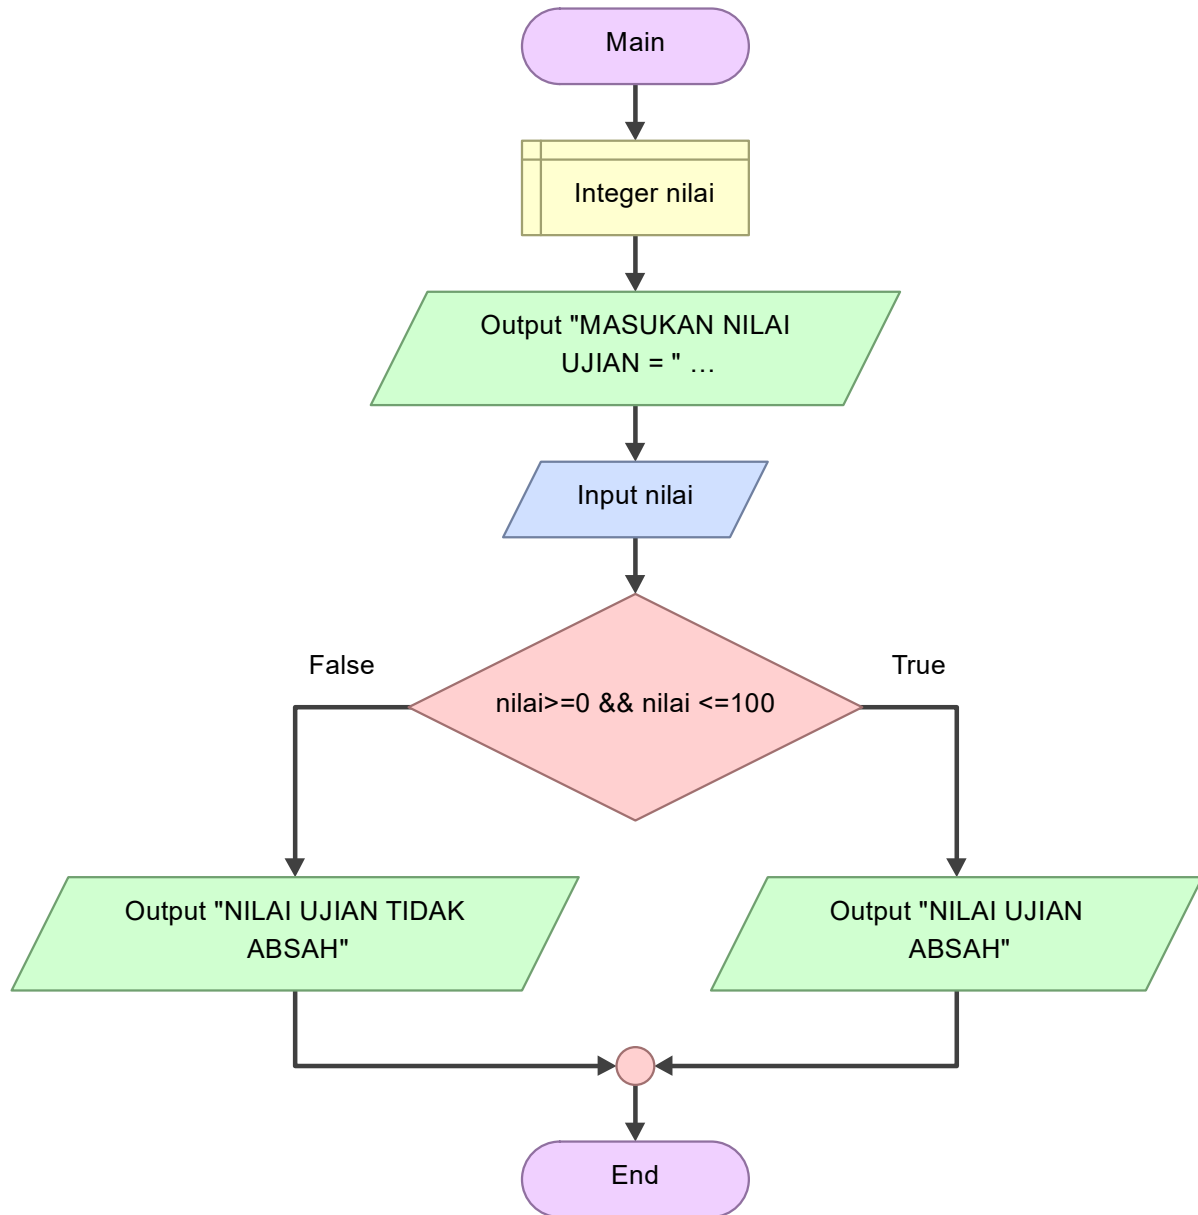 Main
Integer nilai
Output "MASUKAN NILAI
UJIAN = " …
Input nilai
False
True
nilai>=0 && nilai <=100
Output "NILAI UJIAN TIDAK
ABSAH"
Output "NILAI UJIAN
ABSAH"
End